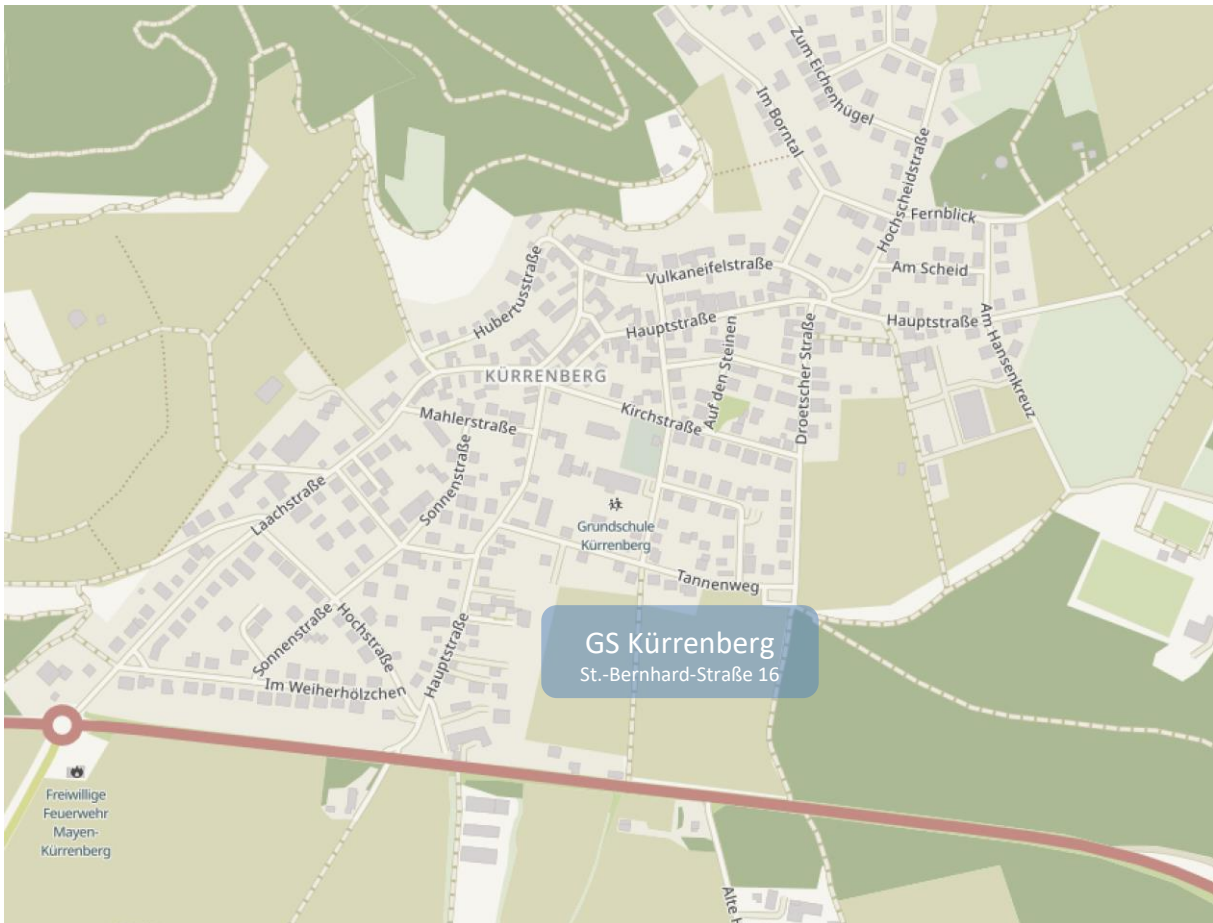 Zum Eichenhügel
Im Borntal
Hochscheidstraße
Fernblick
Vulkaneifelstraße
Am Scheid
Hubertusstraße
Hauptstraße
Hauptstraße
Auf den Steinen
Droetscher Straße
Am Hansenkreuz
KÜRRENBERG
Mahlerstraße
Kirchstraße
Sonnenstraße
Laachstraße
Grundschule
Kürrenberg
Tannenweg
Sonnenstraße
Hochstraße
Hauptstraße
Im Weiherhölzchen
GS Kürrenberg
St.-Bernhard-Straße 16
Freiwillige
Feuerwehr
Mayen-
Kürrenberg
Alte